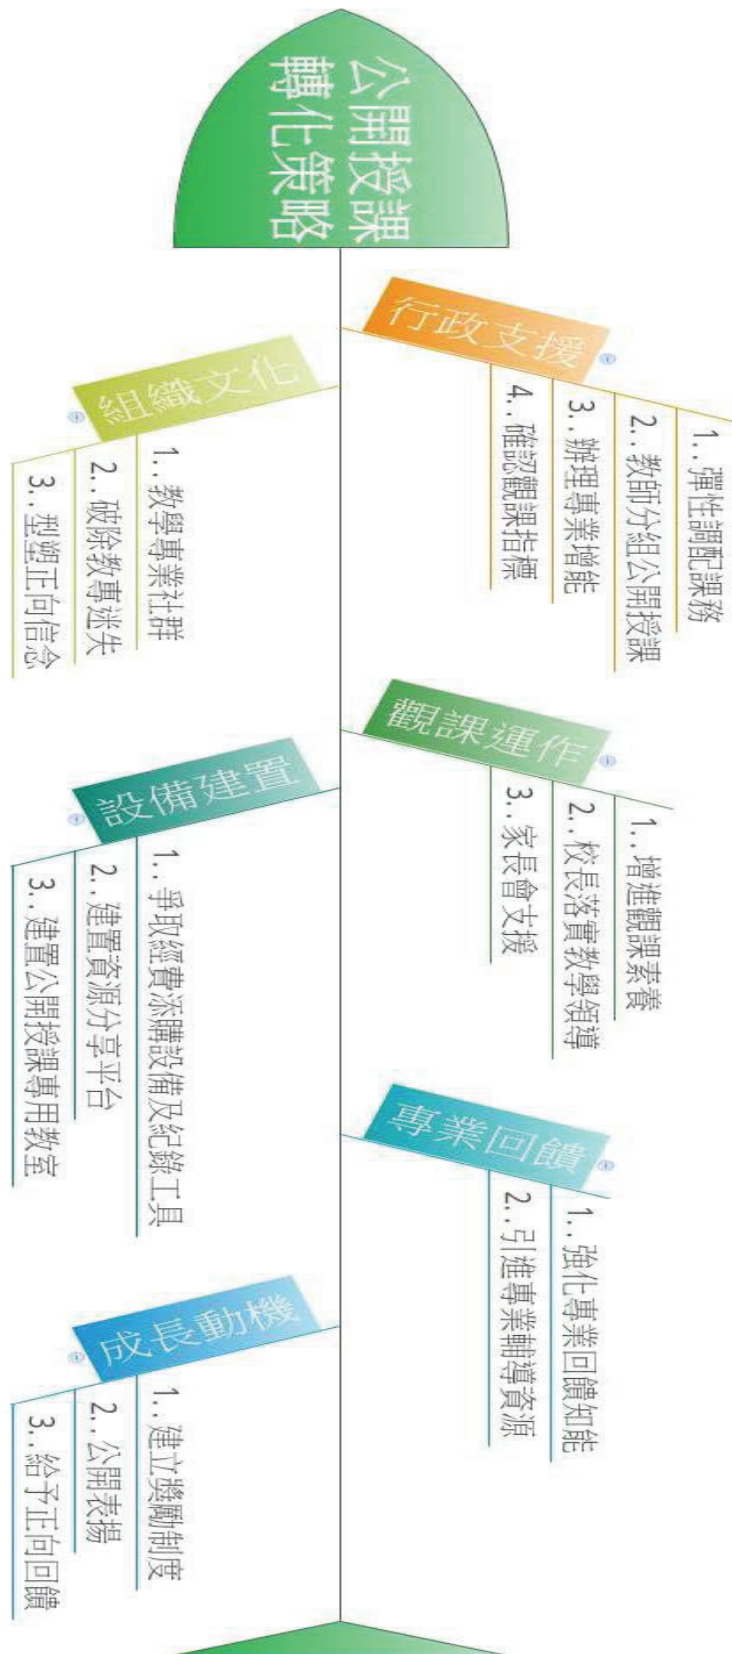 公開授課
轉化策略
行政支援
1..彈性調配課務
2..教師分組公開授課
3..辦理專業增能
4..確認觀課指標
組織文化
1..教學專業社群
2..破除教專迷失
3..型塑正向信念
觀課運作
1..增進觀課素養
2..校長落實教學領導
3..家長會支援
設備建置
1..爭取經費添購設備及紀錄工具
2..建置資源分享平台
3..建置公開授課專用教室
專業回饋
1..強化專業回饋知能
2..引進專業輔導資源
成長動機
1..建立獎勵制度
2..公開表揚
3..給予正向回饋